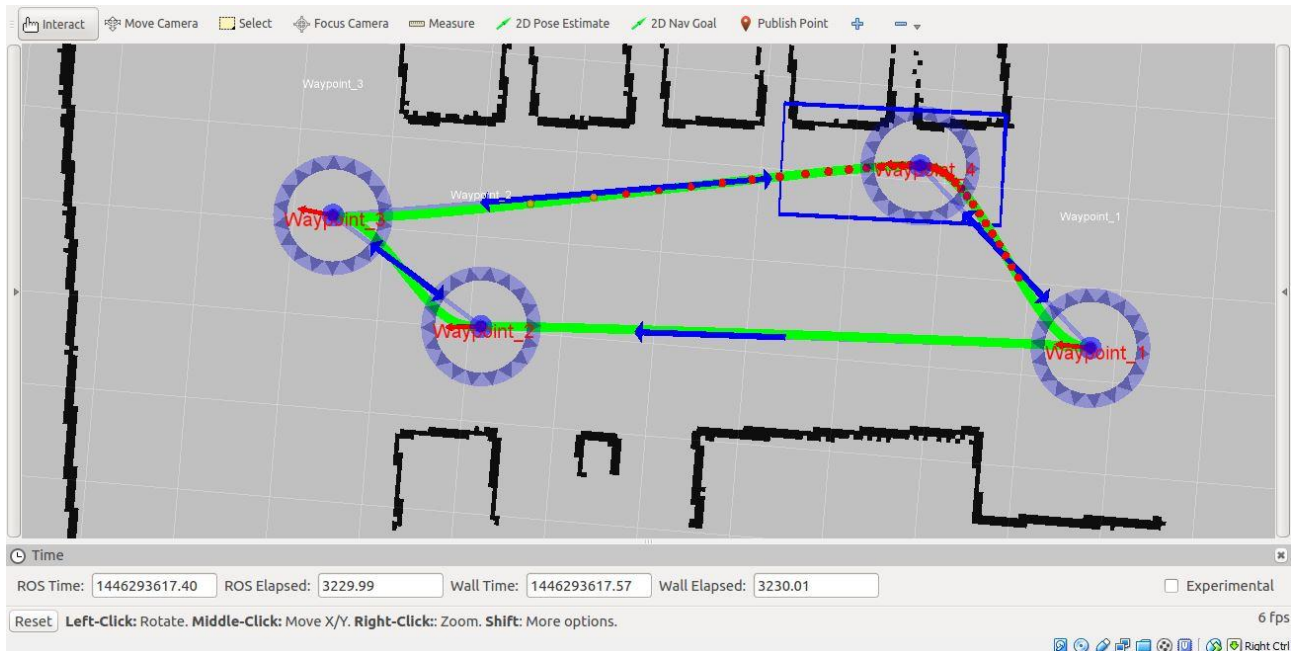 Interact Move Camera Select Focus Camera Measure 2D Pose Estimate 2D Nav Goal Publish Point
Waypoint_3
Waypoint_4
Waypoint_2
Waypoint_3
Waypoint_1
Waypoint_2
Waypoint_1
Time
ROS Time: 1446293617.40 ROS Elapsed: 3229.99 Wall Time: 1446293617.57 Wall Elapsed: 3230.01 Experimental
Reset Left-Click: Rotate. Middle-Click: Move X/Y. Right-Click:: Zoom. Shift: More options. 6 fps
Right Ctrl